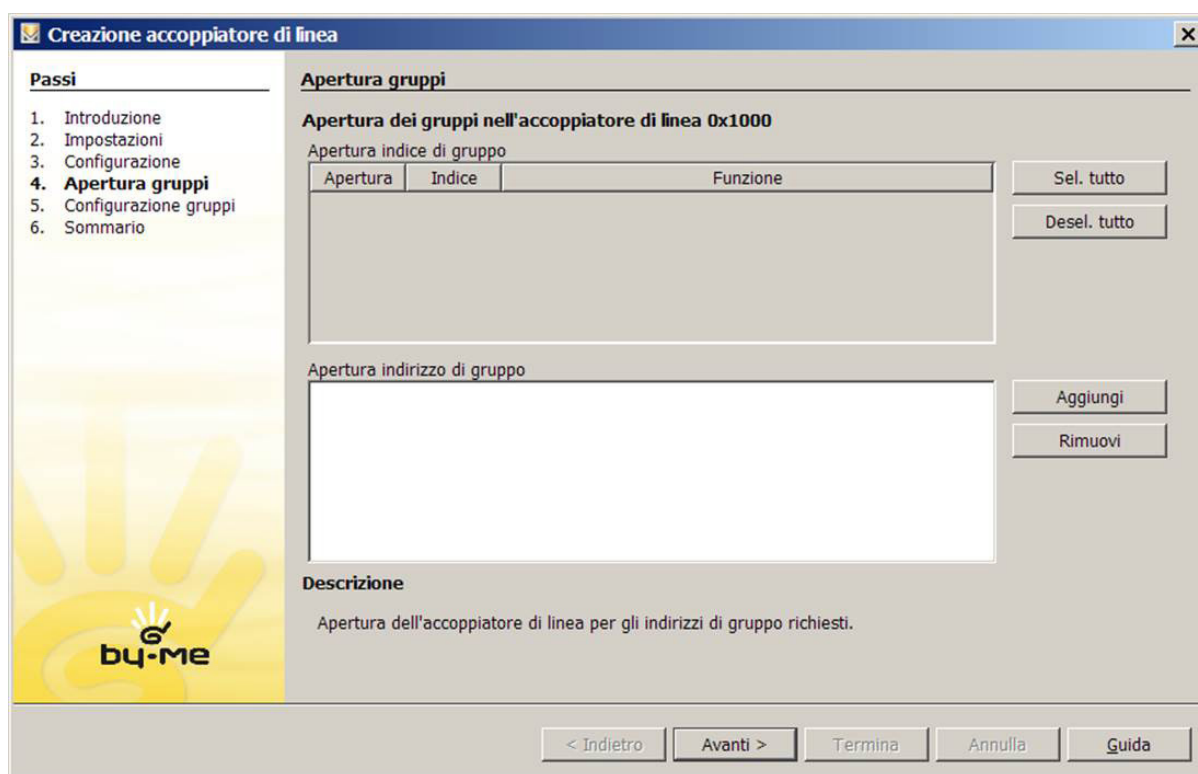 Creazione accoppiatore di linea
Passi
1. Introduzione
2. Impostazioni
3. Configurazione
4. Apertura gruppi
5. Configurazione gruppi
6. Sommario
by-me
Apertura gruppi
Apertura dei gruppi nell'accoppiatore di linea 0x1000
Apertura indice di gruppo
Apertura Indice Funzione
Sel. tutto
Desel. tutto
Apertura indirizzo di gruppo
Aggiungi
Rimuovi
Descrizione
Apertura dell'accoppiatore di linea per gli indirizzi di gruppo richiesti.
< Indietro Avanti > Termina Annulla Guida